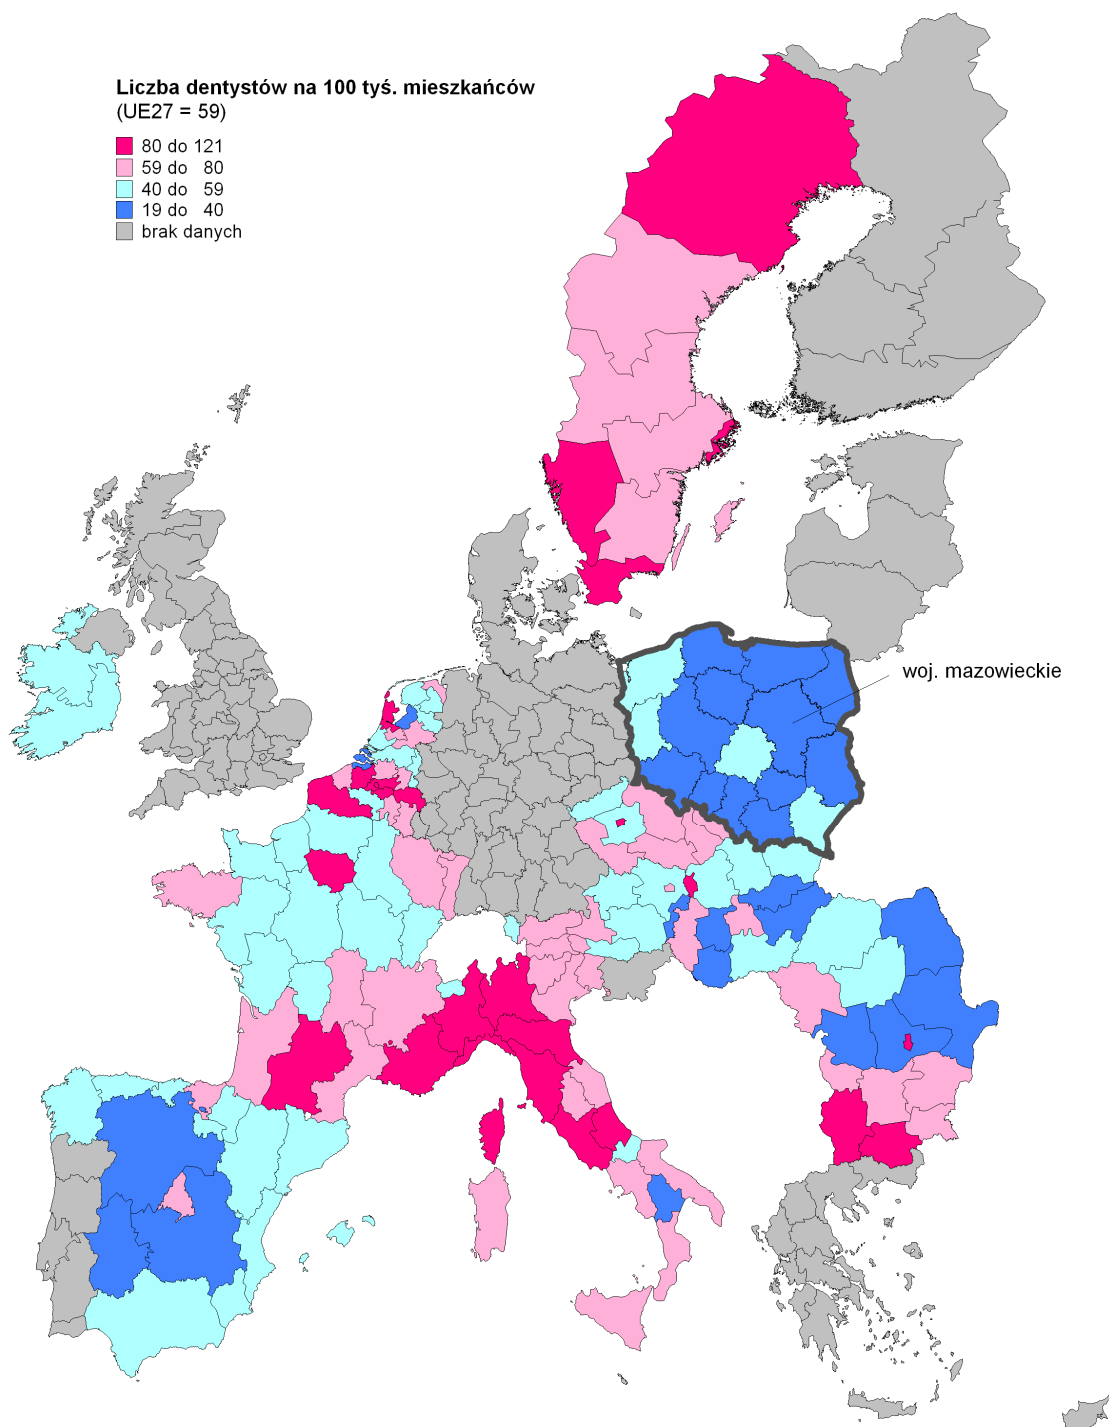 Liczba dentystów na 100 tyś. mieszkańców
(UE27 = 59)
80 do 121
59 do 80
40 do 59
19 do 40
brak danych
woj. mazowieckie